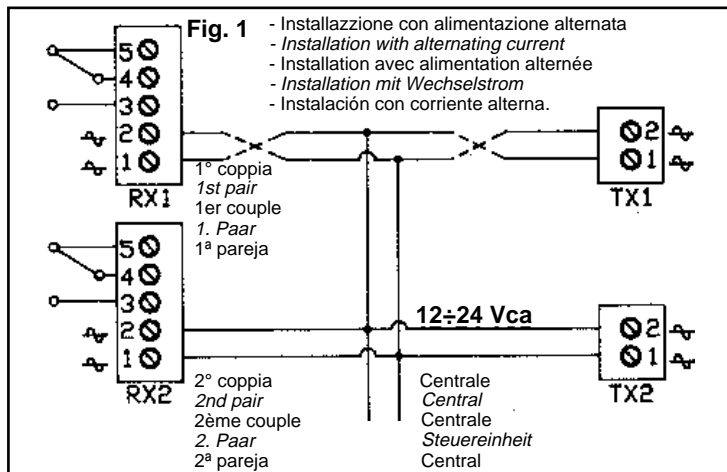 Fig. 1
- Installazzione con alimentazione alternata
- Installation with alternating current
- Installation avec alimentation alternée
- Installation mit Wechselstrom
- Instalación con corriente alterna.
5
4
3
2
1
RX1
1° coppia
1st pair
1er couple
1. Paar
1ª pareja
2
1
TX1
5
4
3
2
1
RX2
12÷24 Vca
2
1
TX2
2° coppia
2nd pair
2ème couple
2. Paar
2ª pareja
Centrale
Central
Centrale
Steuereinheit
Central